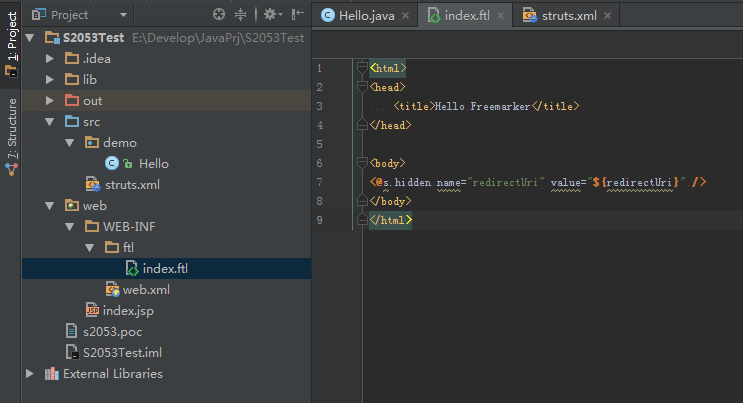 Project
Hello.java
index.ftl
struts.xml
1: Project
7: Structure
S2053Test E:\Develop\JavaPrj\S2053Test
.idea
lib
out
src
demo
Hello
struts.xml
web
WEB-INF
ftl
index.ftl
web.xml
index.jsp
s2053.poc
S2053Test.iml
External Libraries
1 <html>
2 <head>
3 <title>Hello Freemarker</title>
4 </head>
5
6 <body>
7 <@s.hidden name="redirectUri" value="${redirectUri}" />
8 </body>
9 </html>